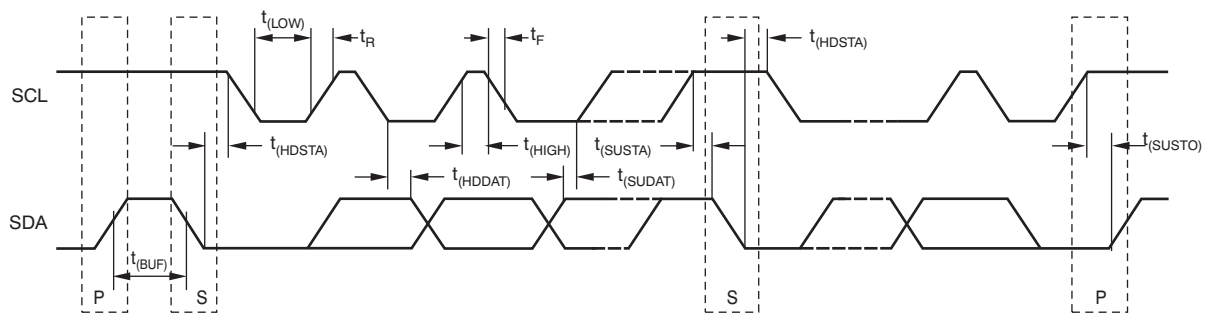 t(LOW)
tR
tF
t(HDSTA)
SCL
t(HDSTA)
t(HIGH)
t(SUSTA)
t(SUSTO)
t(HDDAT)
t(SUDAT)
SDA
t(BUF)
P
S
S
P